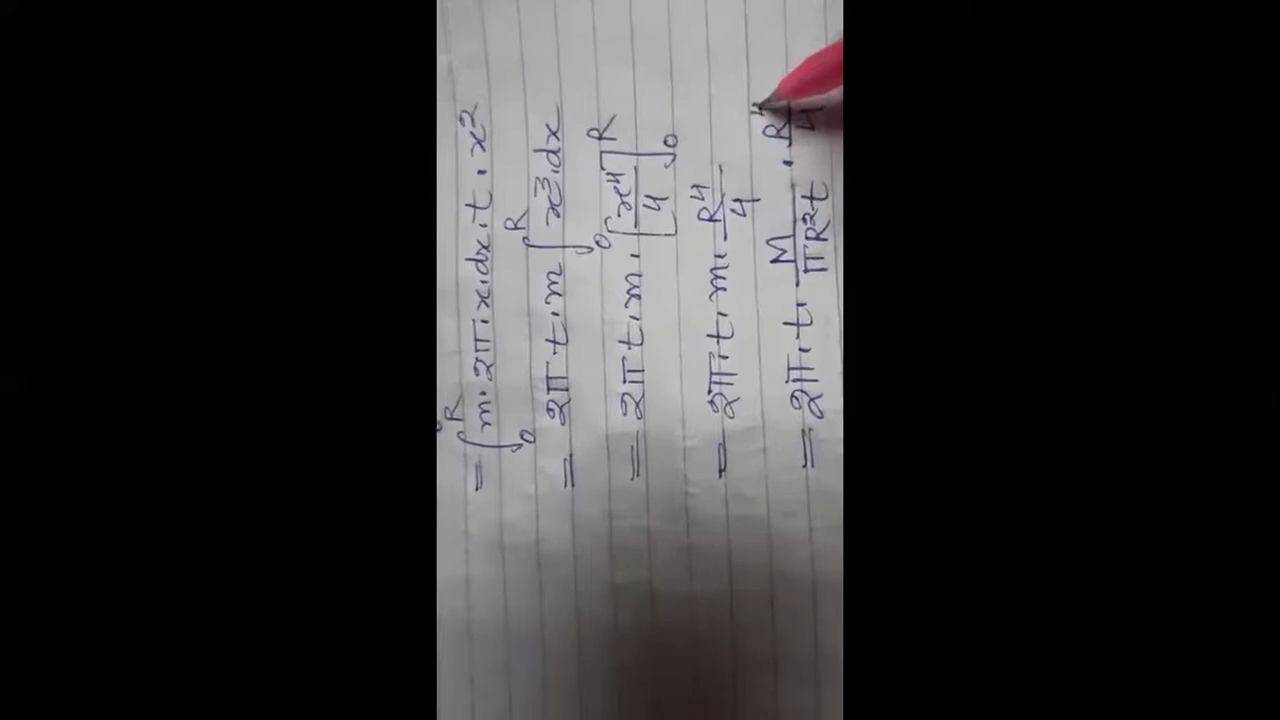 = ∫₀ᴿ m. 2π. x. dx. t. x²
= 2π t. m ∫₀ᴿ x³. dx
= 2π t. m. [x⁴/4]₀ᴿ
= 2π. t. m. R⁴/4
= 2π. t. M/πR²t . R⁴/4